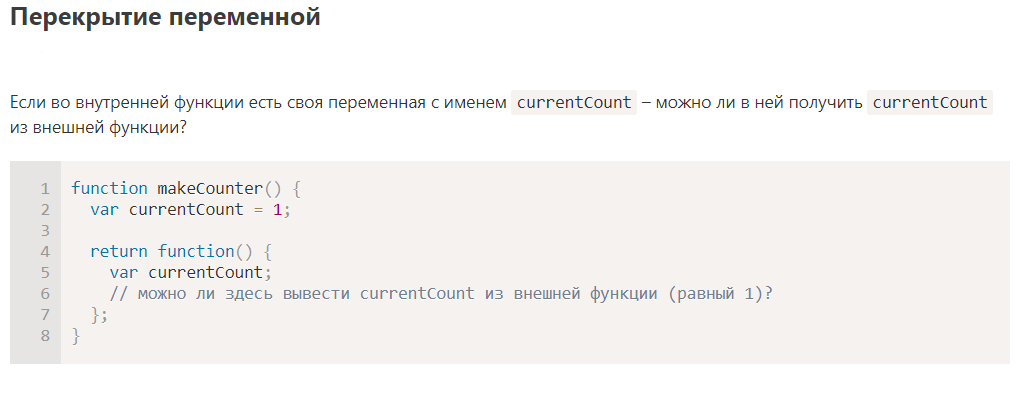 Перекрытие переменной
Если во внутренней функции есть своя переменная с именем currentCount – можно ли в ней получить currentCount
из внешней функции?
1 function makeCounter() {
2   var currentCount = 1;
3
4   return function() {
5     var currentCount;
6     // можно ли здесь вывести currentCount из внешней функции (равный 1)?
7   };
8 }